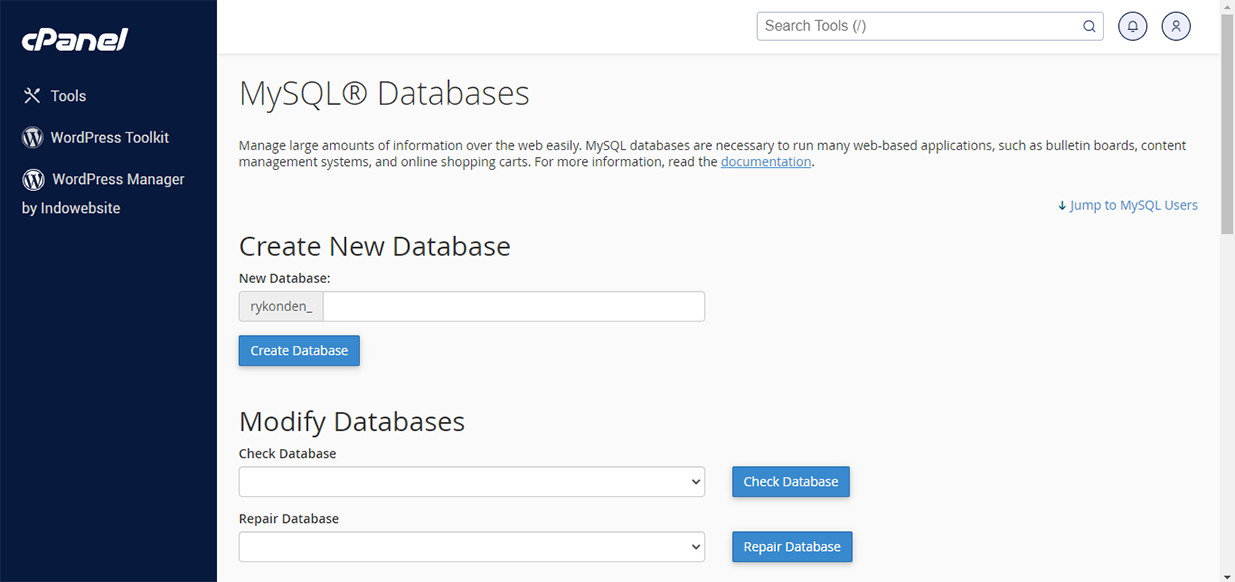 cPanel
Search Tools (/)
Tools
WordPress Toolkit
WordPress Manager
by Indowebsite
MySQL® Databases
Manage large amounts of information over the web easily. MySQL databases are necessary to run many web-based applications, such as bulletin boards, content
management systems, and online shopping carts. For more information, read the documentation.
Jump to MySQL Users
Create New Database
New Database:
rykonden_
Create Database
Modify Databases
Check Database
Check Database
Repair Database
Repair Database